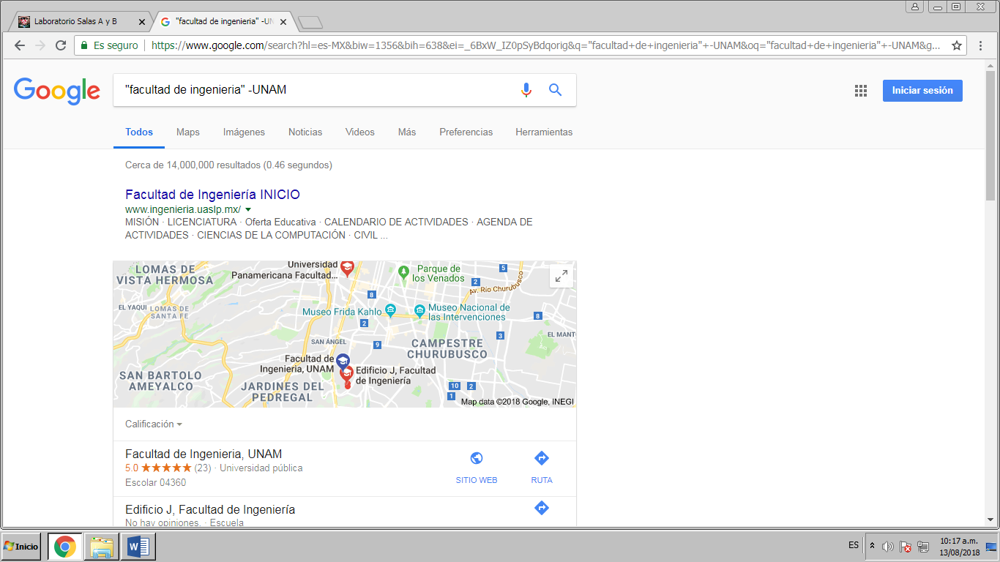 Laboratorio Salas A y B
"facultad de ingenieria" -UN
Es seguro
https://www.google.com/search?hl=es-MX&biw=1356&bih=638&ei=_6BxW_IZ0pSyBdqorig&q="facultad+de+ingenieria"+-UNAM&oq="facultad+de+ingenieria"+-UNAM&g...
Google
"facultad de ingenieria" -UNAM
Iniciar sesión
Todos Maps Imágenes Noticias Videos Más Preferencias Herramientas
Cerca de 14,000,000 resultados (0.46 segundos)
Facultad de Ingeniería INICIO
www.ingenieria.uaslp.mx/
MISIÓN · LICENCIATURA · Oferta Educativa · CALENDARIO DE ACTIVIDADES · AGENDA DE
ACTIVIDADES · CIENCIAS DE LA COMPUTACIÓN · CIVIL ...
LOMAS DE
VISTA HERMOSA
Universidad
Panamericana Facultad...
Parque de
los Venados
5
2
Av. Río Churubusco
8
EL YAQUI
LOMAS DE
SANTA FE
Museo Frida Kahlo
Museo Nacional de
las Intervenciones
8
2
3
EL MANTO
SAN ÁNGEL
9
CAMPESTRE
CHURUBUSCO
Facultad de
Ingenieria, UNAM
Edificio J, Facultad
de Ingeniería
SAN BARTOLO
AMEYALCO
JARDINES DEL
PEDREGAL
10
2
1
Map data ©2018 Google, INEGI
Calificación
Facultad de Ingenieria, UNAM
5.0 ★★★★★ (23) · Universidad pública
Escolar 04360
SITIO WEB
RUTA
Edificio J, Facultad de Ingeniería
No hay opiniones. · Escuela
Inicio
ES
10:17 a.m.
13/08/2018